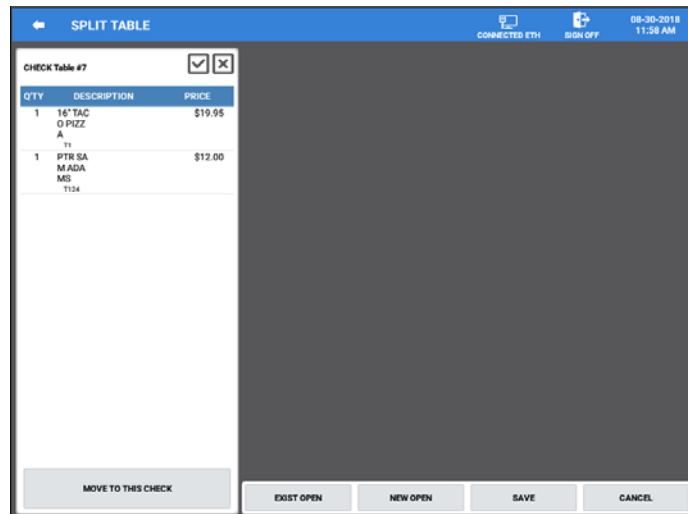 SPLIT TABLE
CONNECTED ETH
SIGN OFF
08-30-2018
11:58 AM
CHECK Table #7
Q'TY DESCRIPTION PRICE
1 16" TAC $19.95
O PIZZ
A
T1
1 PTR SA $12.00
M ADA
MS
T124
MOVE TO THIS CHECK
EXIST OPEN
NEW OPEN
SAVE
CANCEL